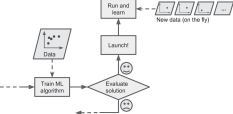 Run and
learn
New data (on the fly)
Launch!
Data
Train ML
algorithm
Evaluate
solution
...